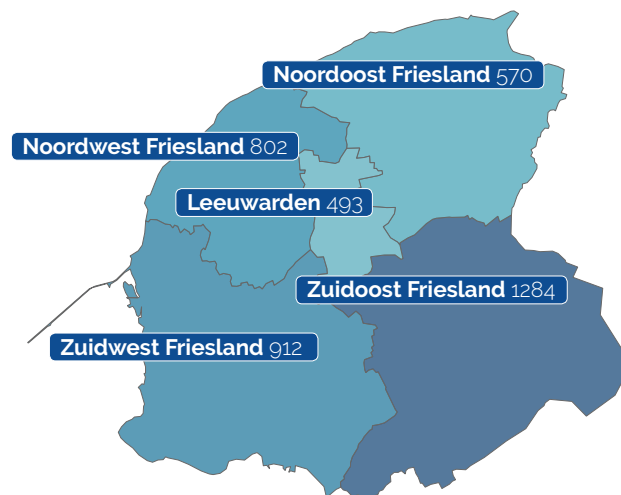 Noordoost Friesland 570
Noordwest Friesland 802
Leeuwarden 493
Zuidoost Friesland 1284
Zuidwest Friesland 912